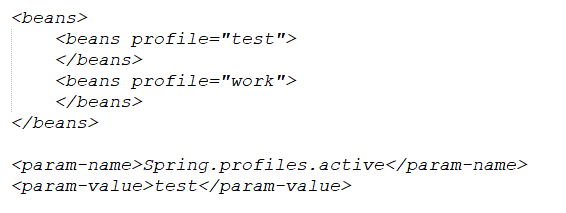 <beans>
<beans profile="test">
</beans>
<beans profile="work">
</beans>
</beans>
<param-name>Spring.profiles.active</param-name>
<param-value>test</param-value>